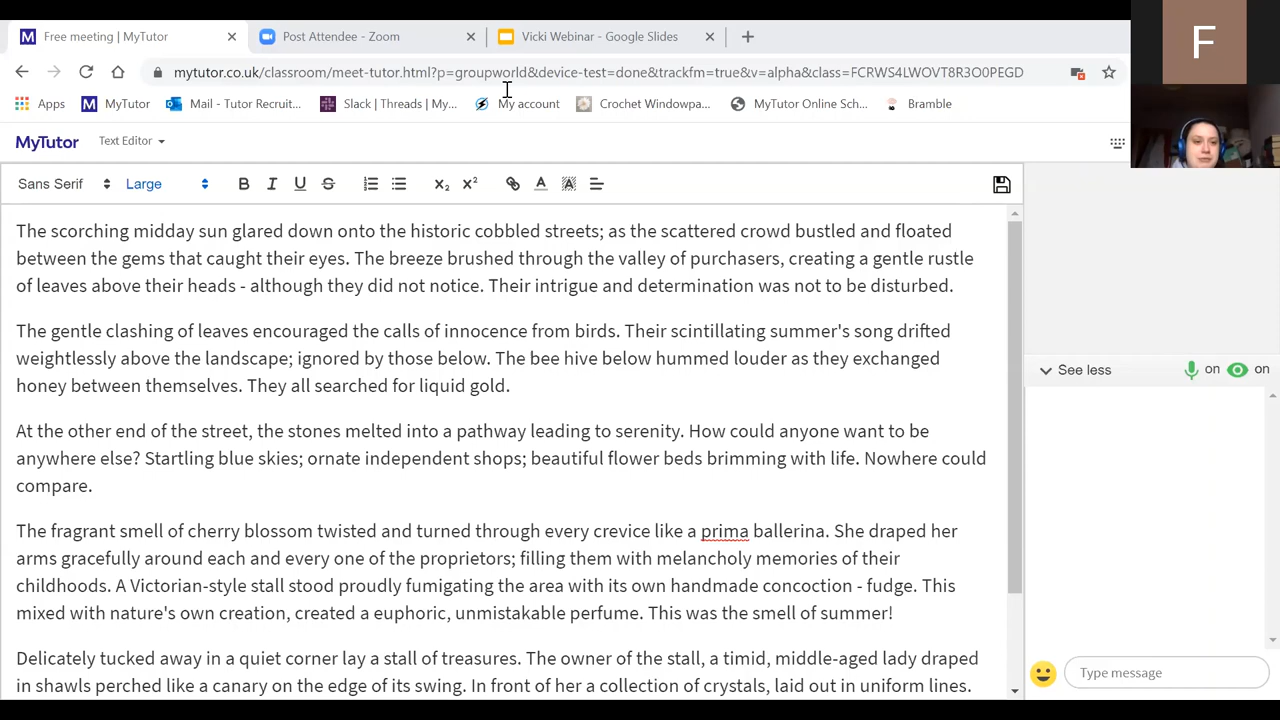 Free meeting | MyTutor
Post Attendee - Zoom
Vicki Webinar - Google Slides
mytutor.co.uk/classroom/meet-tutor.html?p=groupworld&device-test=done&trackfm=true&v=alpha&class=FCRWS4LWOVT8R3O0PEGD
Apps MyTutor Mail - Tutor Recruit... Slack | Threads | My... My account Crochet Windowpa... MyTutor Online Sch... Bramble
F
MyTutor Text Editor
Sans Serif Large B I U S X₂ X² A A
The scorching midday sun glared down onto the historic cobbled streets; as the scattered crowd bustled and floated
between the gems that caught their eyes. The breeze brushed through the valley of purchasers, creating a gentle rustle
of leaves above their heads - although they did not notice. Their intrigue and determination was not to be disturbed.
The gentle clashing of leaves encouraged the calls of innocence from birds. Their scintillating summer's song drifted
weightlessly above the landscape; ignored by those below. The bee hive below hummed louder as they exchanged
honey between themselves. They all searched for liquid gold.
At the other end of the street, the stones melted into a pathway leading to serenity. How could anyone want to be
anywhere else? Startling blue skies; ornate independent shops; beautiful flower beds brimming with life. Nowhere could
compare.
The fragrant smell of cherry blossom twisted and turned through every crevice like a prima ballerina. She draped her
arms gracefully around each and every one of the proprietors; filling them with melancholy memories of their
childhoods. A Victorian-style stall stood proudly fumigating the area with its own handmade concoction - fudge. This
mixed with nature's own creation, created a euphoric, unmistakable perfume. This was the smell of summer!
Delicately tucked away in a quiet corner lay a stall of treasures. The owner of the stall, a timid, middle-aged lady draped
in shawls perched like a canary on the edge of its swing. In front of her a collection of crystals, laid out in uniform lines.
See less on on
Type message